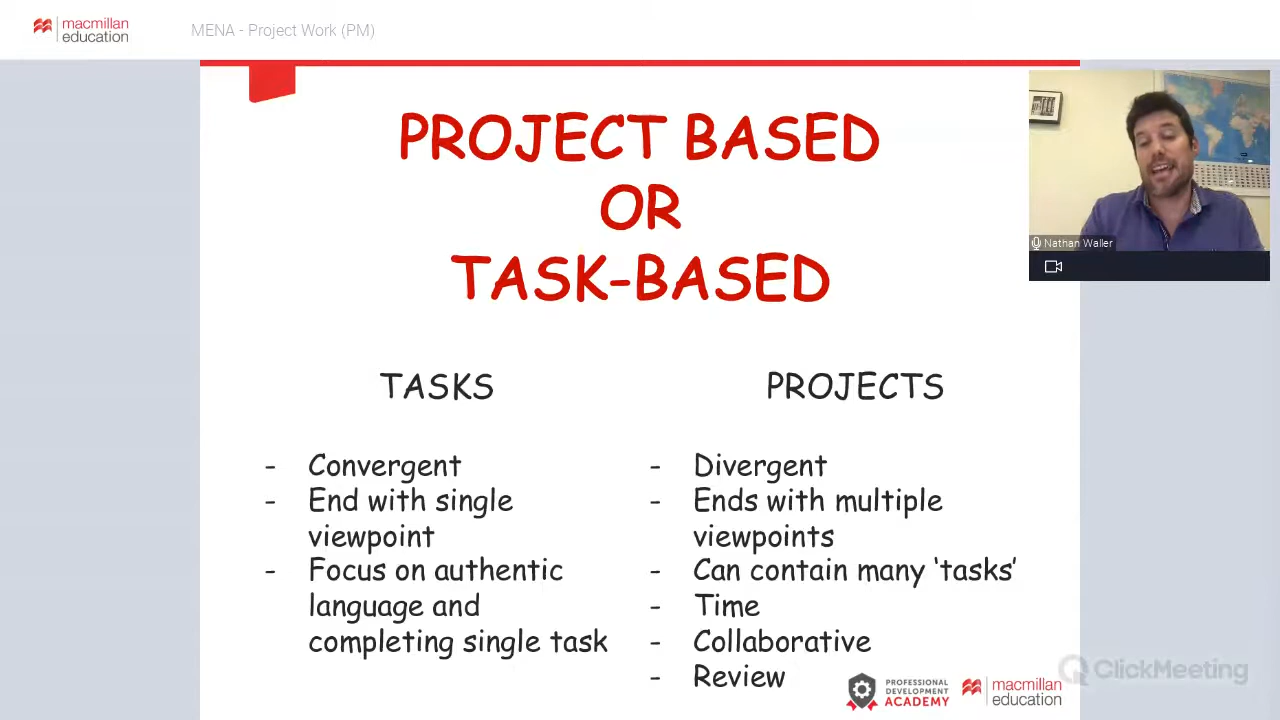 macmillan
education
MENA - Project Work (PM)
PROJECT BASED
OR
TASK-BASED
Nathan Waller
TASKS
- Convergent
- End with single
viewpoint
- Focus on authentic
language and
completing single task
PROJECTS
- Divergent
- Ends with multiple
viewpoints
- Can contain many ‘tasks’
- Time
- Collaborative
- Review
PROFESSIONAL
DEVELOPMENT
ACADEMY
macmillan
education
ClickMeeting